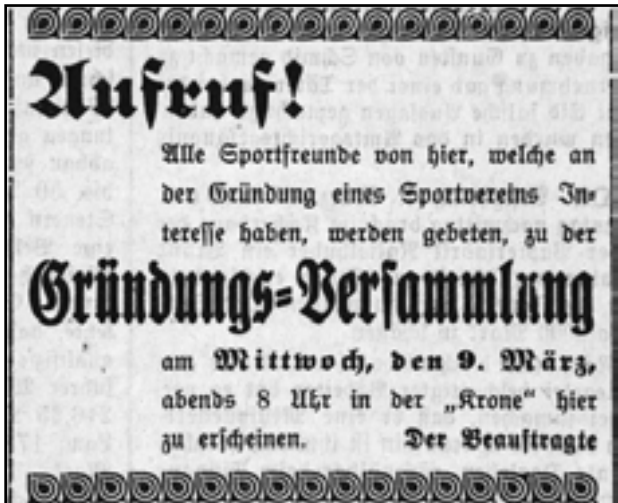 Aufruf!
Alle Sportfreunde von hier, welche an
der Gründung eines Sportvereins In-
teresse haben, werden gebeten, zu der
Gründungs-Versammlung
am Mittwoch, den 9. März,
abends 8 Uhr in der „Krone" hier
zu erscheinen. Der Beauftragte